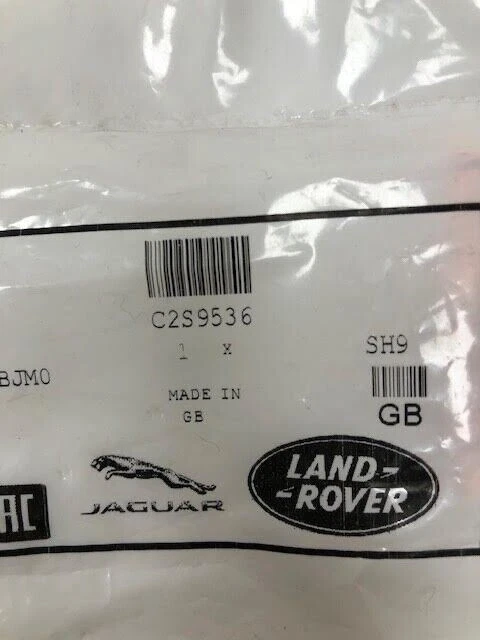 C2S9536
1 X
SH9
BJM0
MADE IN
GB
GB
JAGUAR
LAND-
-ROVER